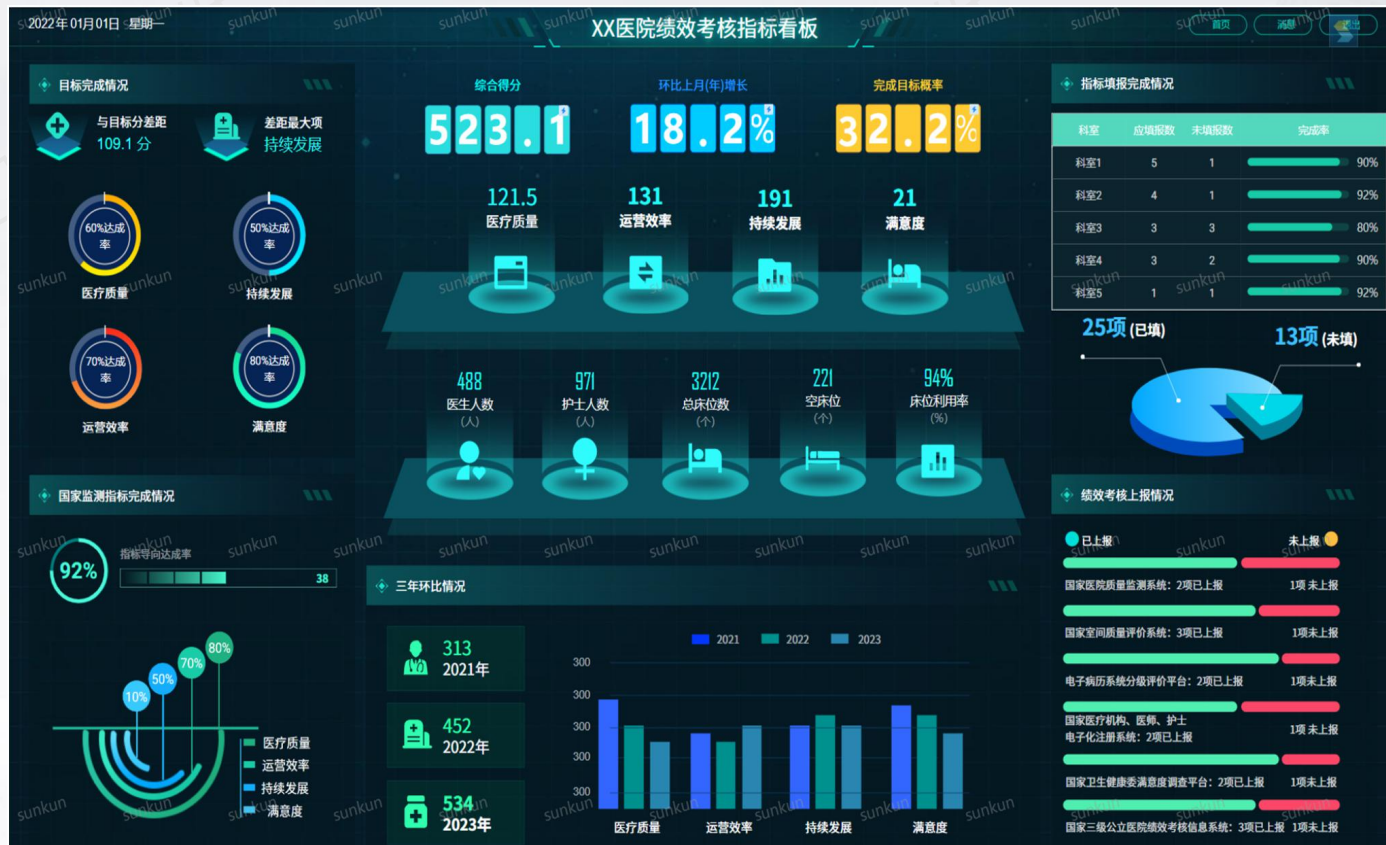 2022年01月01日 星期一
XX医院绩效考核指标看板
首页
消息
退出
目标完成情况
与目标分差距
109.1 分
差距最大项
持续发展
60%达成
率
医疗质量
50%达成
率
持续发展
70%达成
率
运营效率
80%达成
率
满意度
国家监测指标完成情况
92%
指标导向达成率
38
80%
70%
50%
10%
医疗质量
运营效率
持续发展
满意度
综合得分
523.1
环比上月(年)增长
18.2%
完成目标概率
32.2%
121.5
医疗质量
131
运营效率
191
持续发展
21
满意度
488
医生人数
(人)
971
护士人数
(人)
3212
总床位数
(个)
221
空床位
(个)
94%
床位利用率
(%)
三年环比情况
313
2021年
452
2022年
534
2023年
2021 2022 2023
300
300
300
300
300
医疗质量 运营效率 持续发展 满意度
指标填报完成情况
科室 应填报数 未填报数 完成率
科室1 5 1 90%
科室2 4 1 92%
科室3 3 3 80%
科室4 3 2 90%
科室5 1 1 92%
25项 (已填)
13项 (未填)
绩效考核上报情况
已上报 未上报
国家医院质量监测系统：2项已上报 1项 未上报
国家室间质量评价系统：3项已上报 1项未上报
电子病历系统分级评价平台：2项已上报 1项未上报
国家医疗机构、医师、护士
电子化注册系统：2项已上报 1项 未上报
国家卫生健康委满意度调查平台：2项已上报 1项未上报
国家三级公立医院绩效考核信息系统：3项已上报 1项未上报
sunkun